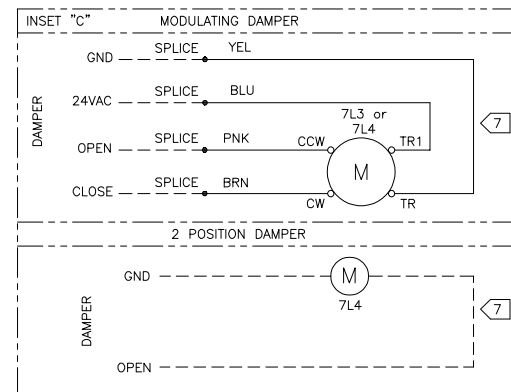 INSET "C" MODULATING DAMPER
GND SPLICE YEL
24VAC SPLICE BLU
7L3 or
7L4
OPEN SPLICE PNK CCW TR1
7
M
CLOSE SPLICE BRN CW TR
DAMPER
2 POSITION DAMPER
GND M
7L4
7
DAMPER
OPEN